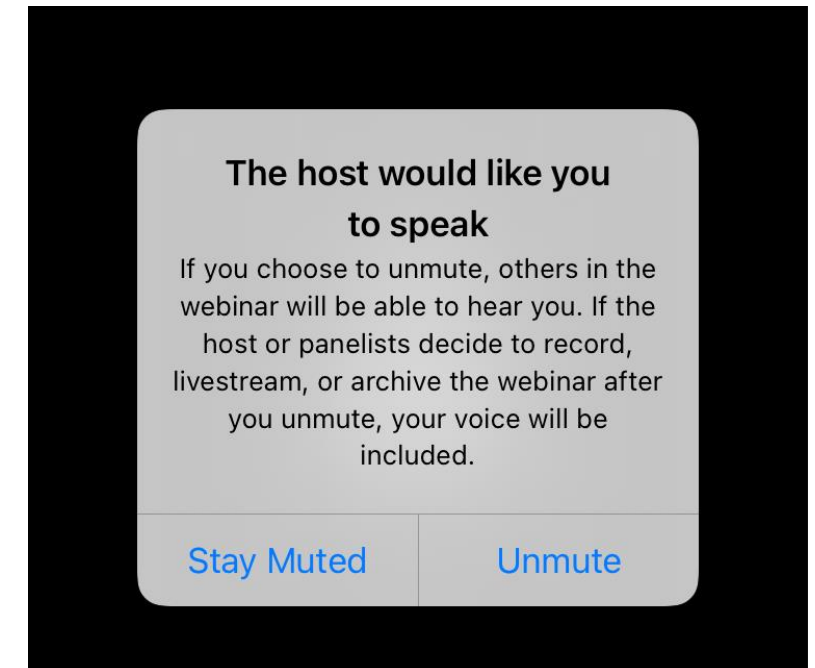 The host would like you
to speak
If you choose to unmute, others in the
webinar will be able to hear you. If the
host or panelists decide to record,
livestream, or archive the webinar after
you unmute, your voice will be
included.
Stay Muted
Unmute